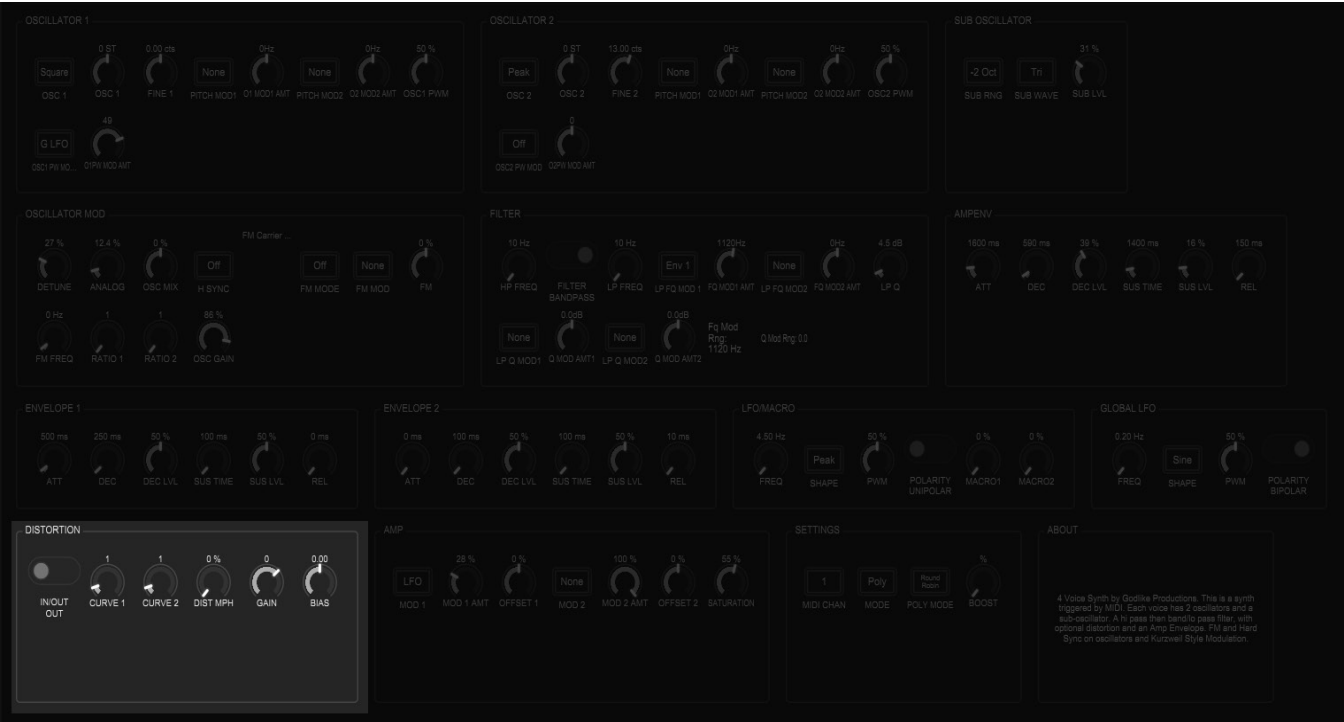 OSCILLATOR 1
0 ST 0.00 cts 0Hz 0Hz 50 %
Square None None
OSC 1 OSC 1 FINE 1 PITCH MOD1 O1 MOD1 AMT PITCH MOD2 O2 MOD2 AMT OSC1 PWM
49
G LFO
OSC1 PW MO... O1PW MOD AMT
OSCILLATOR 2
0 ST 13.00 cts 0Hz 0Hz 50 %
Peak None None
OSC 2 OSC 2 FINE 2 PITCH MOD1 O2 MOD1 AMT PITCH MOD2 O2 MOD2 AMT OSC2 PWM
0
Off
OSC2 PW MOD O2PW MOD AMT
SUB OSCILLATOR
31 %
-2 Oct Tri
SUB RNG SUB WAVE SUB LVL
OSCILLATOR MOD
FM Carrier ...
27 % 12.4 % 0 % 0 %
Off Off None
DETUNE ANALOG OSC MIX H SYNC FM MODE FM MOD FM
0 Hz 1 1 86 %
FM FREQ RATIO 1 RATIO 2 OSC GAIN
FILTER
10 Hz 10 Hz 1120Hz 0Hz 4.5 dB
Env 1 None
HP FREQ FILTER BANDPASS LP FREQ LP FQ MOD 1 FQ MOD1 AMT LP FQ MOD2 FQ MOD2 AMT LP Q
0.0dB 0.0dB
None None
LP Q MOD1 Q MOD AMT1 LP Q MOD2 Q MOD AMT2
Fq Mod
Rng:
1120 Hz
Q Mod Rng: 0.0
AMPENV
1600 ms 590 ms 39 % 1400 ms 16 % 150 ms
ATT DEC DEC LVL SUS TIME SUS LVL REL
ENVELOPE 1
500 ms 250 ms 50 % 100 ms 50 % 0 ms
ATT DEC DEC LVL SUS TIME SUS LVL REL
ENVELOPE 2
0 ms 100 ms 50 % 100 ms 50 % 10 ms
ATT DEC DEC LVL SUS TIME SUS LVL REL
LFO/MACRO
4.50 Hz 50 % 0 % 0 %
Peak
FREQ SHAPE PWM POLARITY UNIPOLAR MACRO1 MACRO2
GLOBAL LFO
0.20 Hz 50 %
Sine
FREQ SHAPE PWM POLARITY BIPOLAR
DISTORTION
1 1 0 % 0 0.00
IN/OUT CURVE 1 CURVE 2 DIST MPH GAIN BIAS
OUT
AMP
26 % 0 % 100 % 0 % 55 %
LFO None
MOD 1 MOD 1 AMT OFFSET 1 MOD 2 MOD 2 AMT OFFSET 2 SATURATION
SETTINGS
%
1 Poly Round Robin
MIDI CHAN MODE POLY MODE BOOST
ABOUT
4 Voice Synth by Godlike Productions. This is a synth
triggered by MIDI. Each voice has 2 oscillators and a
sub-oscillator. A hi pass then band/lo pass filter, with
optional distortion and an Amp Envelope. FM and Hard
Sync on oscillators and Kurzweil Style Modulation.